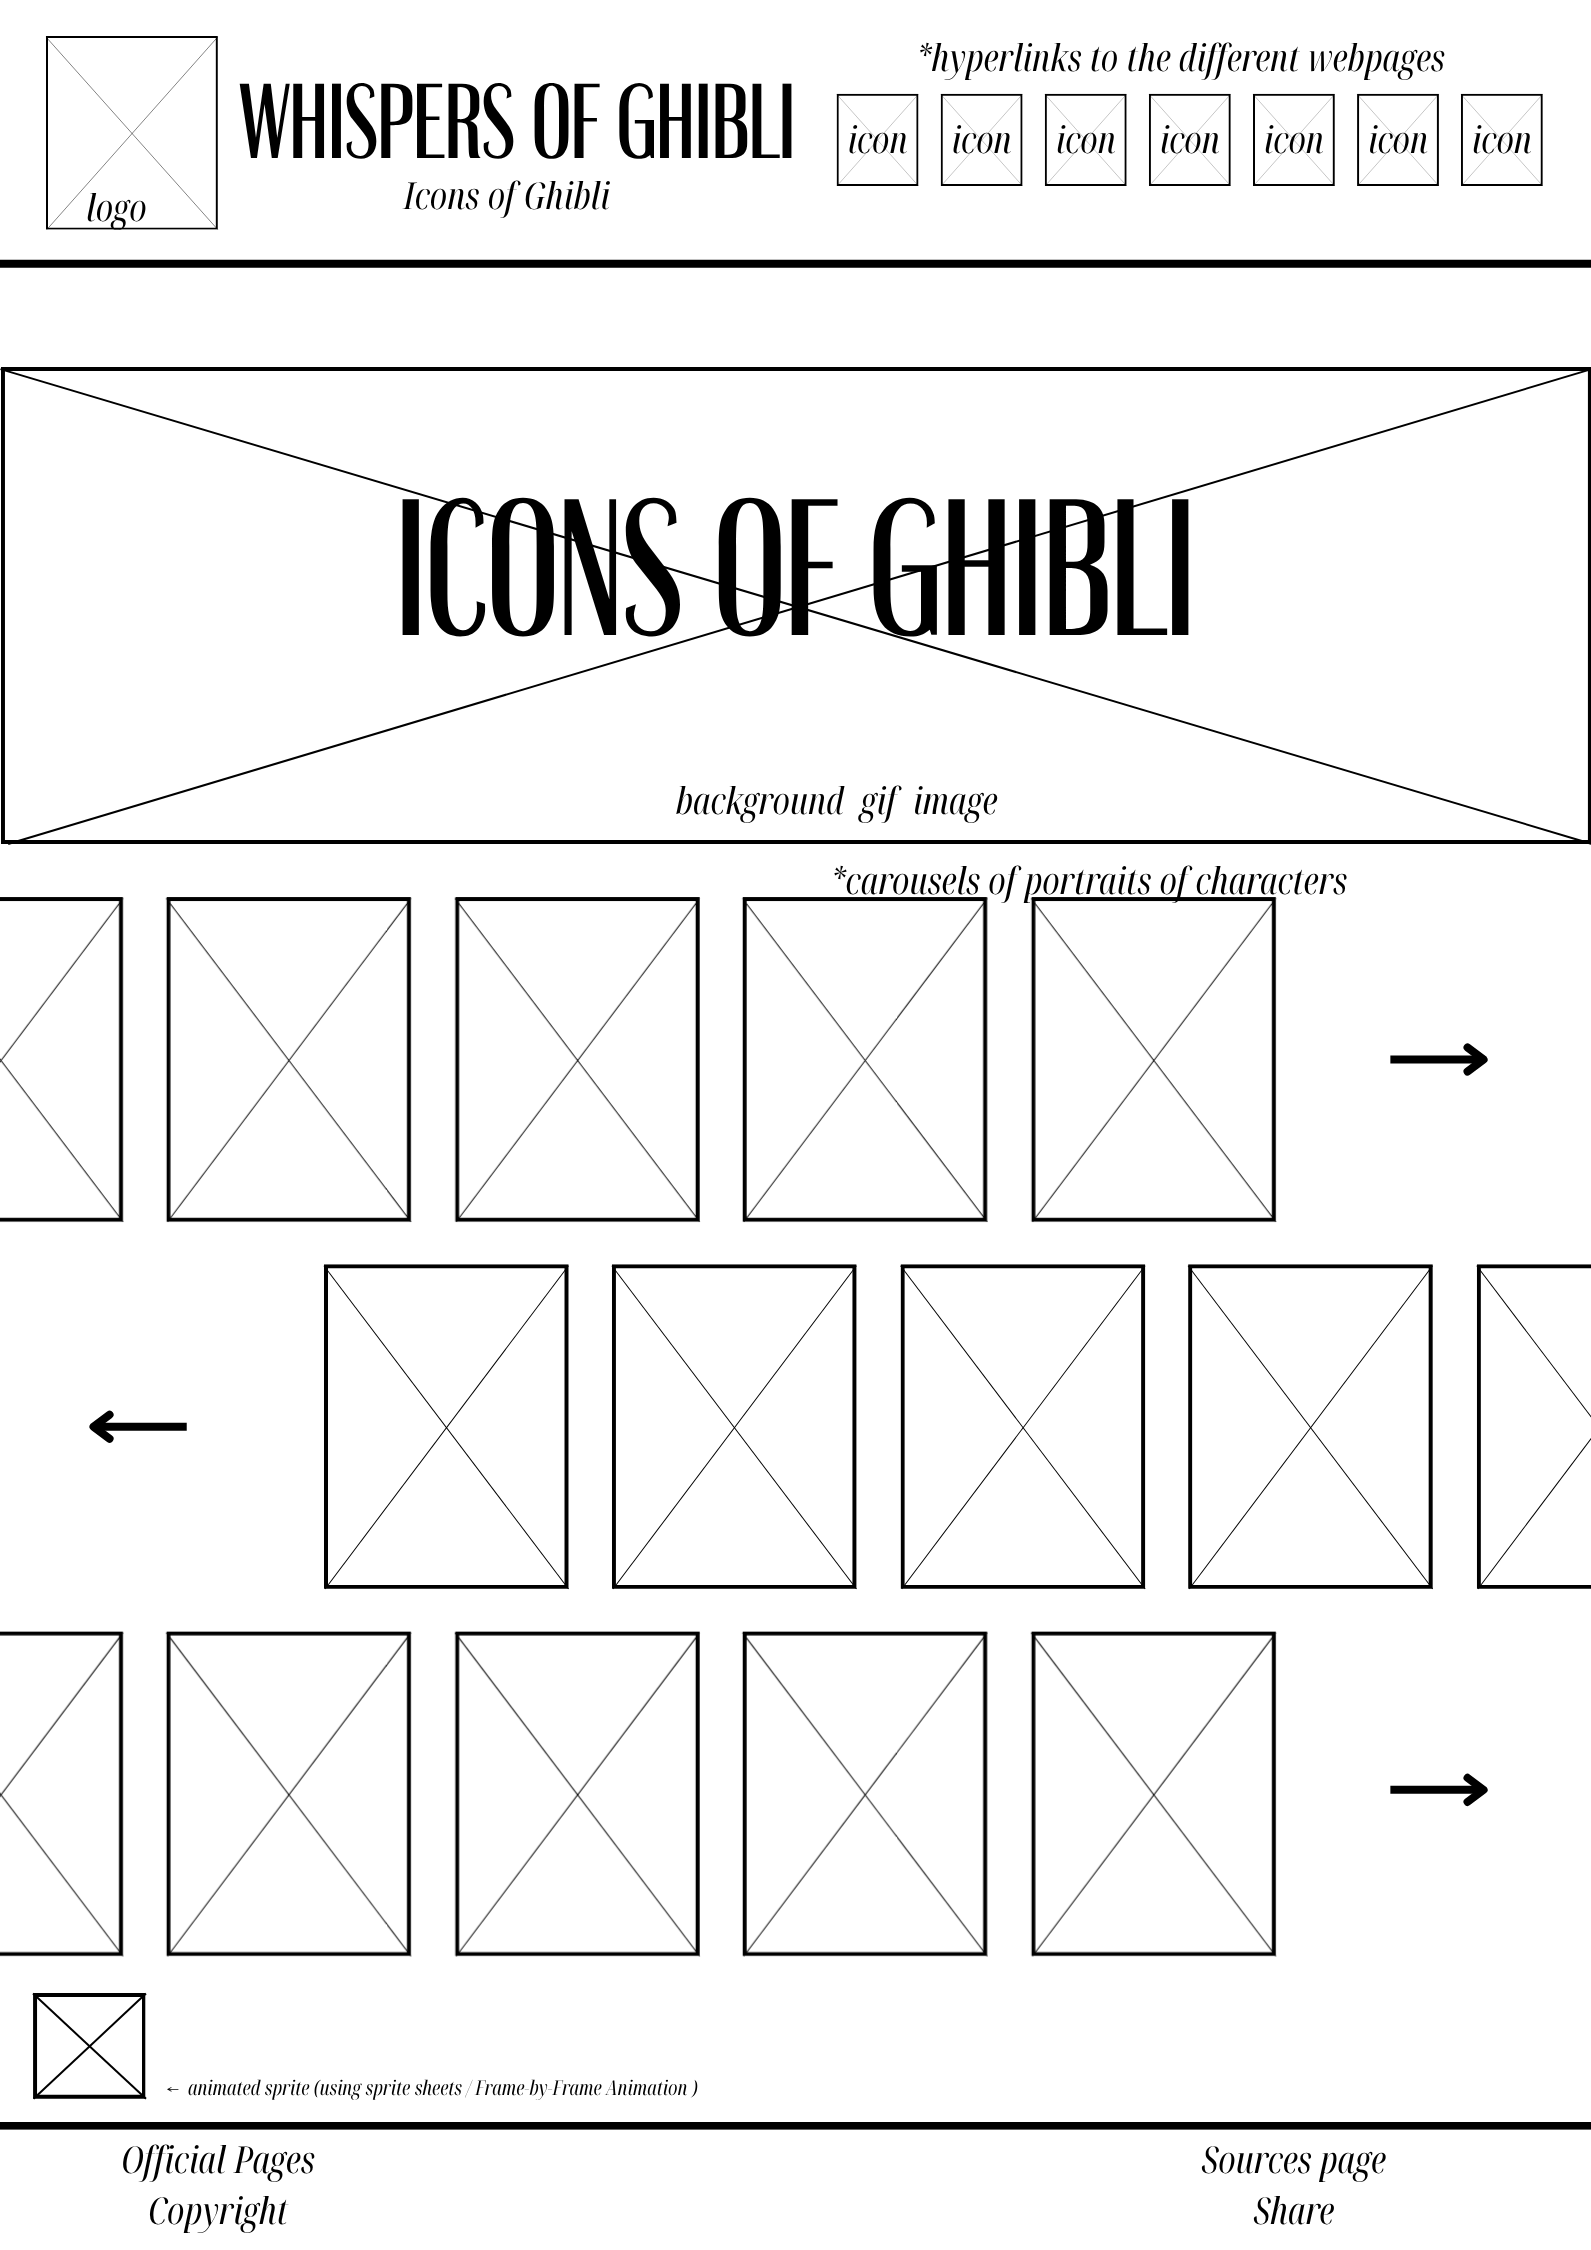 *hyperlinks to the different webpages
WHISPERS OF GHIBLI
icon icon icon icon icon icon icon
Icons of Ghibli
logo
ICONS OF GHIBLI
background gif image
*carousels of portraits of characters
← animated sprite (using sprite sheets / Frame-by-Frame Animation )
Official Pages
Copyright
Sources page
Share